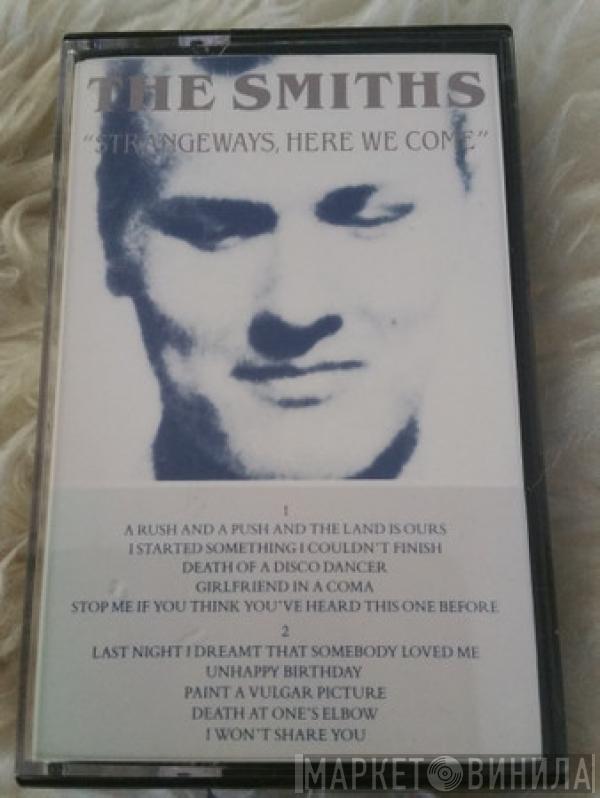 THE SMITHS
"STRANGEWAYS, HERE WE COME"
1
A RUSH AND A PUSH AND THE LAND IS OURS
I STARTED SOMETHING I COULDN'T FINISH
DEATH OF A DISCO DANCER
GIRLFRIEND IN A COMA
STOP ME IF YOU THINK YOU'VE HEARD THIS ONE BEFORE
2
LAST NIGHT I DREAMT THAT SOMEBODY LOVED ME
UNHAPPY BIRTHDAY
PAINT A VULGAR PICTURE
DEATH AT ONE'S ELBOW
I WON'T SHARE YOU
МАРКЕТ ВИНИЛА